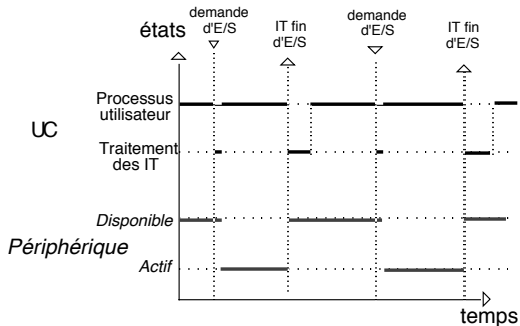 demande
d'E/S
IT fin
d'E/S
demande
d'E/S
IT fin
d'E/S
états
Processus
utilisateur
UC
Traitement
des IT
Disponible
Périphérique
Actif
temps